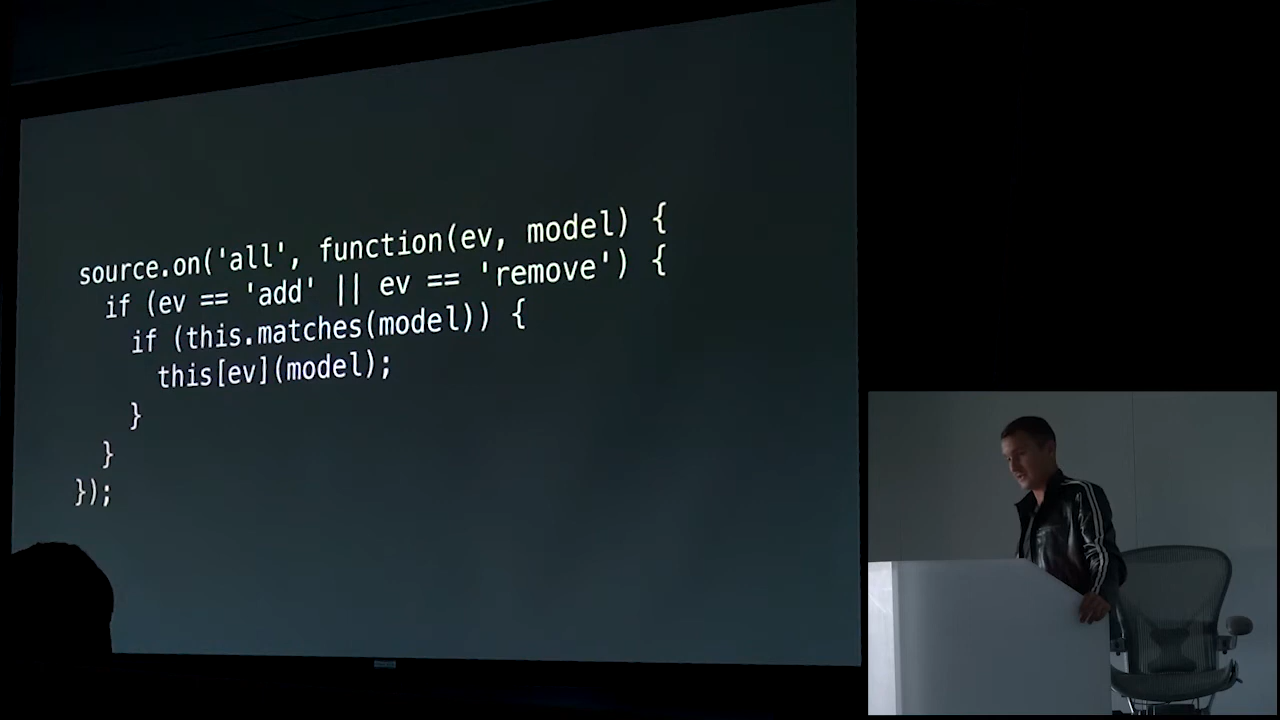 source.on('all', function(ev, model) {
if (ev == 'add' || ev == 'remove') {
if (this.matches(model)) {
this[ev](model);
}
}
});